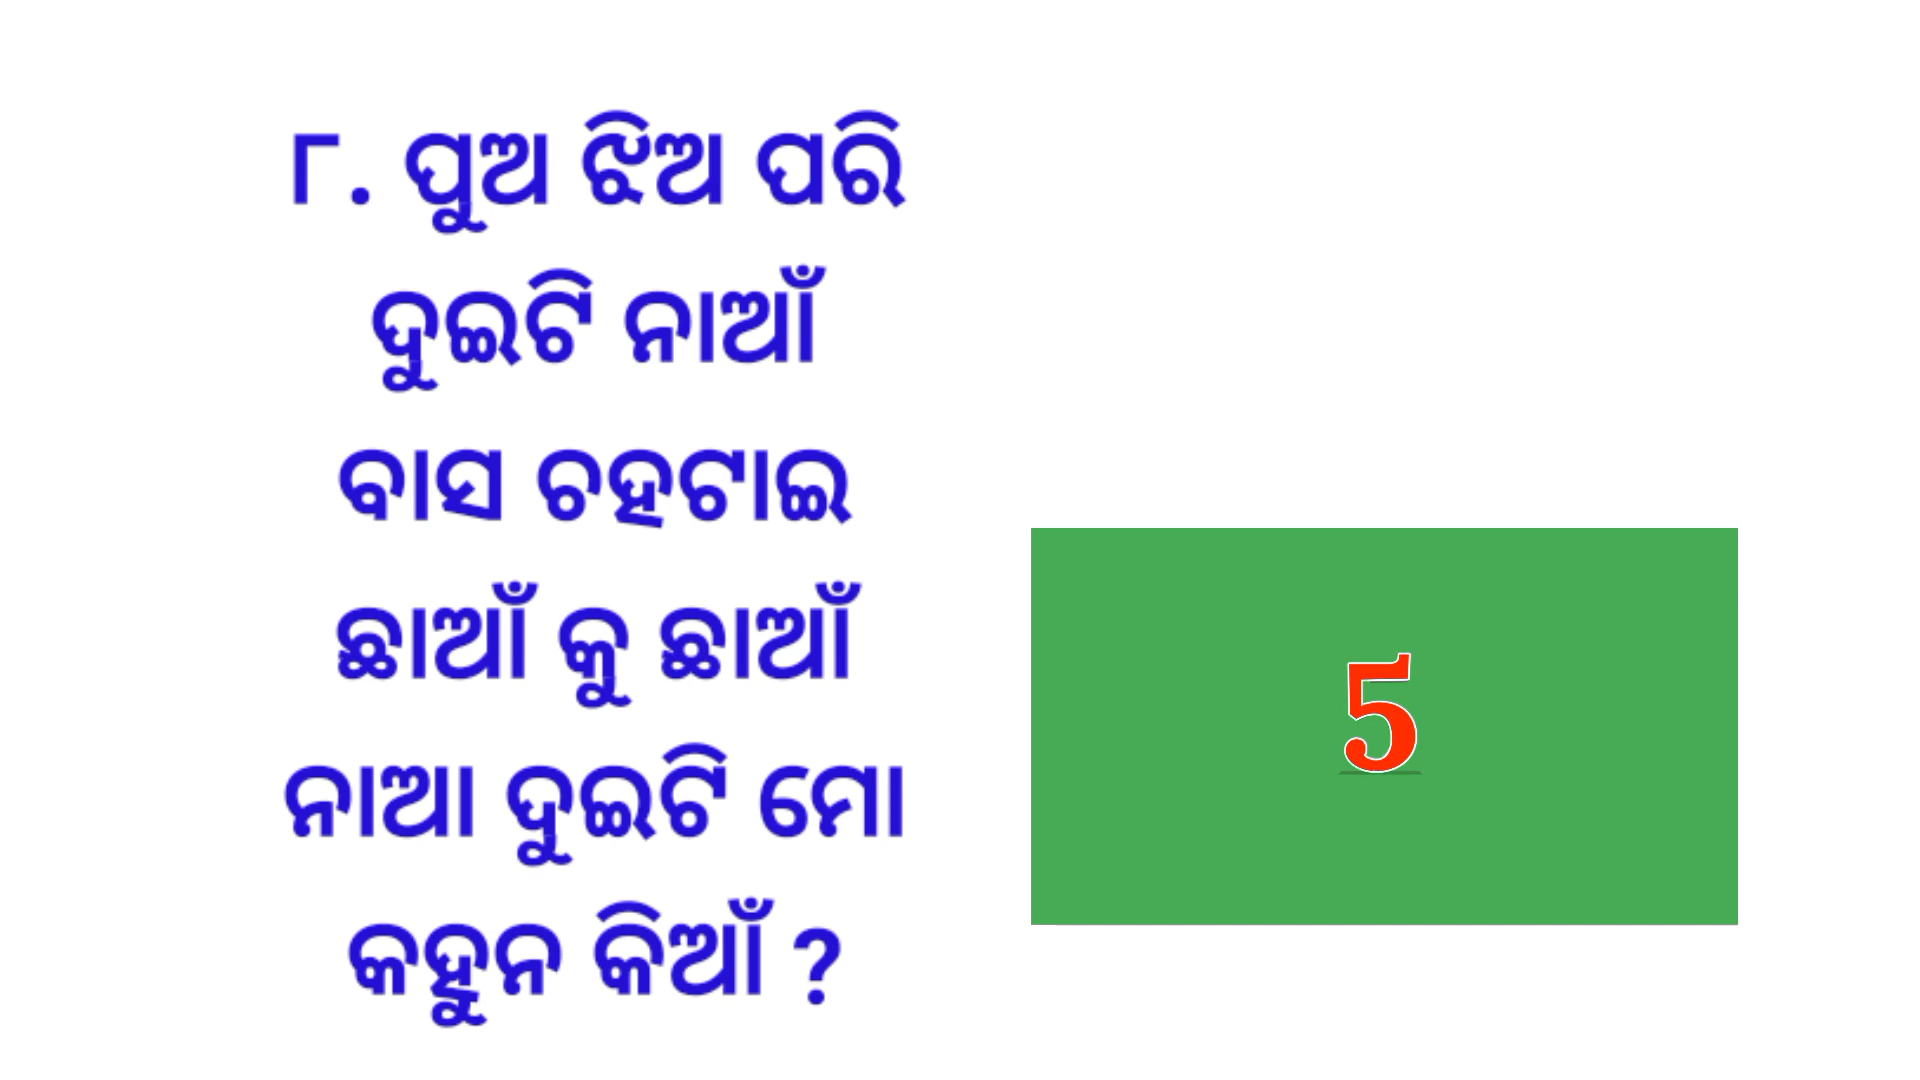 ୮. ପୁଅ ଝିଅ ପରି
ଦୁଇଟି ନାଆଁ
ବାସ ଚହଟାଇ
ଛାଆଁ କୁ ଛାଆଁ
ନାଆ ଦୁଇଟି ମୋ
କହୁନ କିଆଁ ?
5